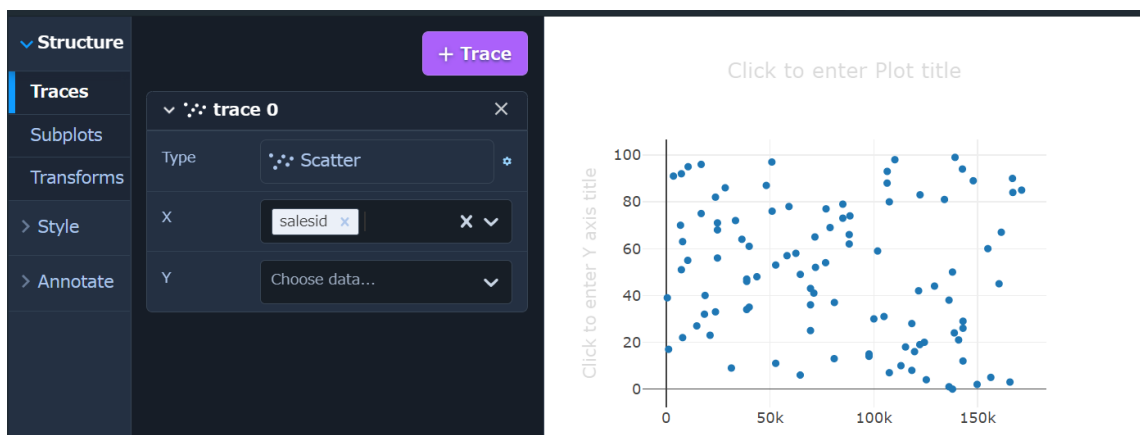 Structure
Traces
Subplots
Transforms
Style
Annotate
+ Trace
trace 0
Type
Scatter
X
salesid ×
Y
Choose data...
Click to enter Plot title
Click to enter Y axis title
100
80
60
40
20
0
0
50k
100k
150k